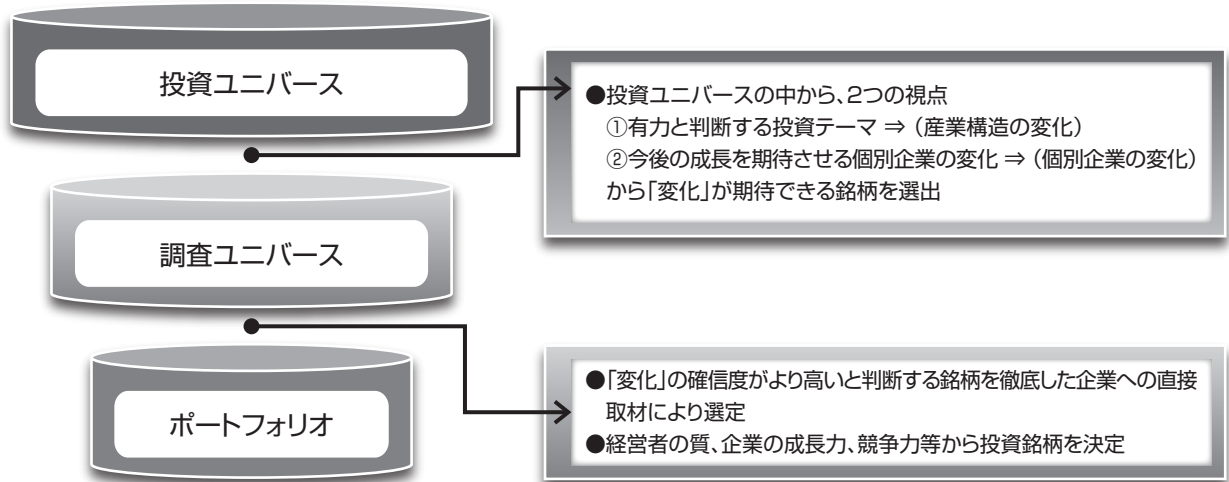 投資ユニバース
●投資ユニバースの中から、2つの視点
①有力と判断する投資テーマ ⇒ (産業構造の変化)
②今後の成長を期待させる個別企業の変化 ⇒ (個別企業の変化)
から「変化」が期待できる銘柄を選出
調査ユニバース
ポートフォリオ
●「変化」の確信度がより高いと判断する銘柄を徹底した企業への直接
取材により選定
●経営者の質、企業の成長力、競争力等から投資銘柄を決定